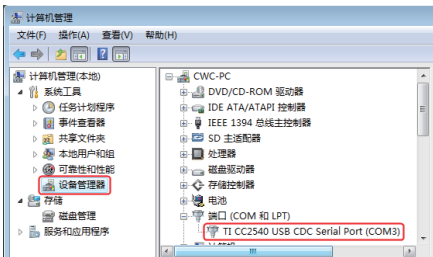 计算机管理
文件(F) 操作(A) 查看(V) 帮助(H)
计算机管理(本地)
系统工具
任务计划程序
事件查看器
共享文件夹
本地用户和组
可靠性和性能
设备管理器
存储
磁盘管理
服务和应用程序
CWC-PC
DVD/CD-ROM 驱动器
IDE ATA/ATAPI 控制器
IEEE 1394 总线主控制器
SD 主适配器
处理器
磁盘驱动器
存储控制器
电池
端口 (COM 和 LPT)
TI CC2540 USB CDC Serial Port (COM3)